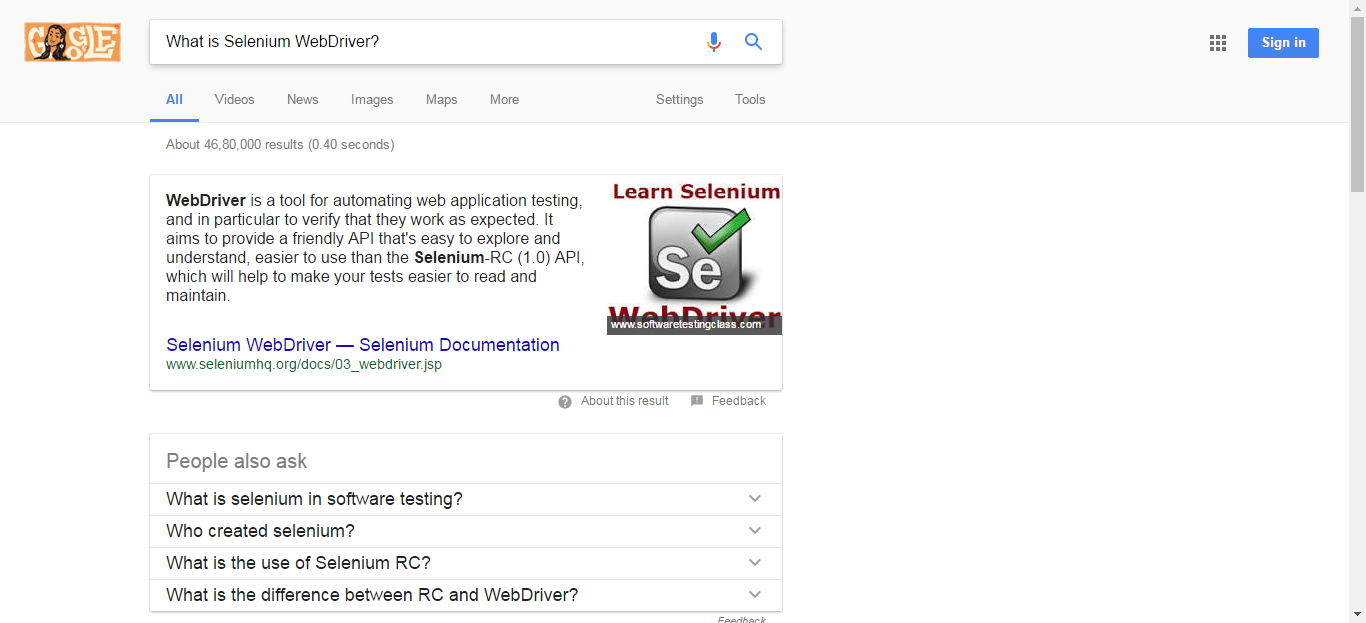 GOOGLE
What is Selenium WebDriver?
Sign in
All Videos News Images Maps More Settings Tools
About 46,80,000 results (0.40 seconds)
WebDriver is a tool for automating web application testing,
and in particular to verify that they work as expected. It
aims to provide a friendly API that's easy to explore and
understand, easier to use than the Selenium-RC (1.0) API,
which will help to make your tests easier to read and
maintain.
Learn Selenium
Se
WebDriver
www.softwaretestingclass.com
Selenium WebDriver — Selenium Documentation
www.seleniumhq.org/docs/03_webdriver.jsp
About this result Feedback
People also ask
What is selenium in software testing?
Who created selenium?
What is the use of Selenium RC?
What is the difference between RC and WebDriver?
Feedback